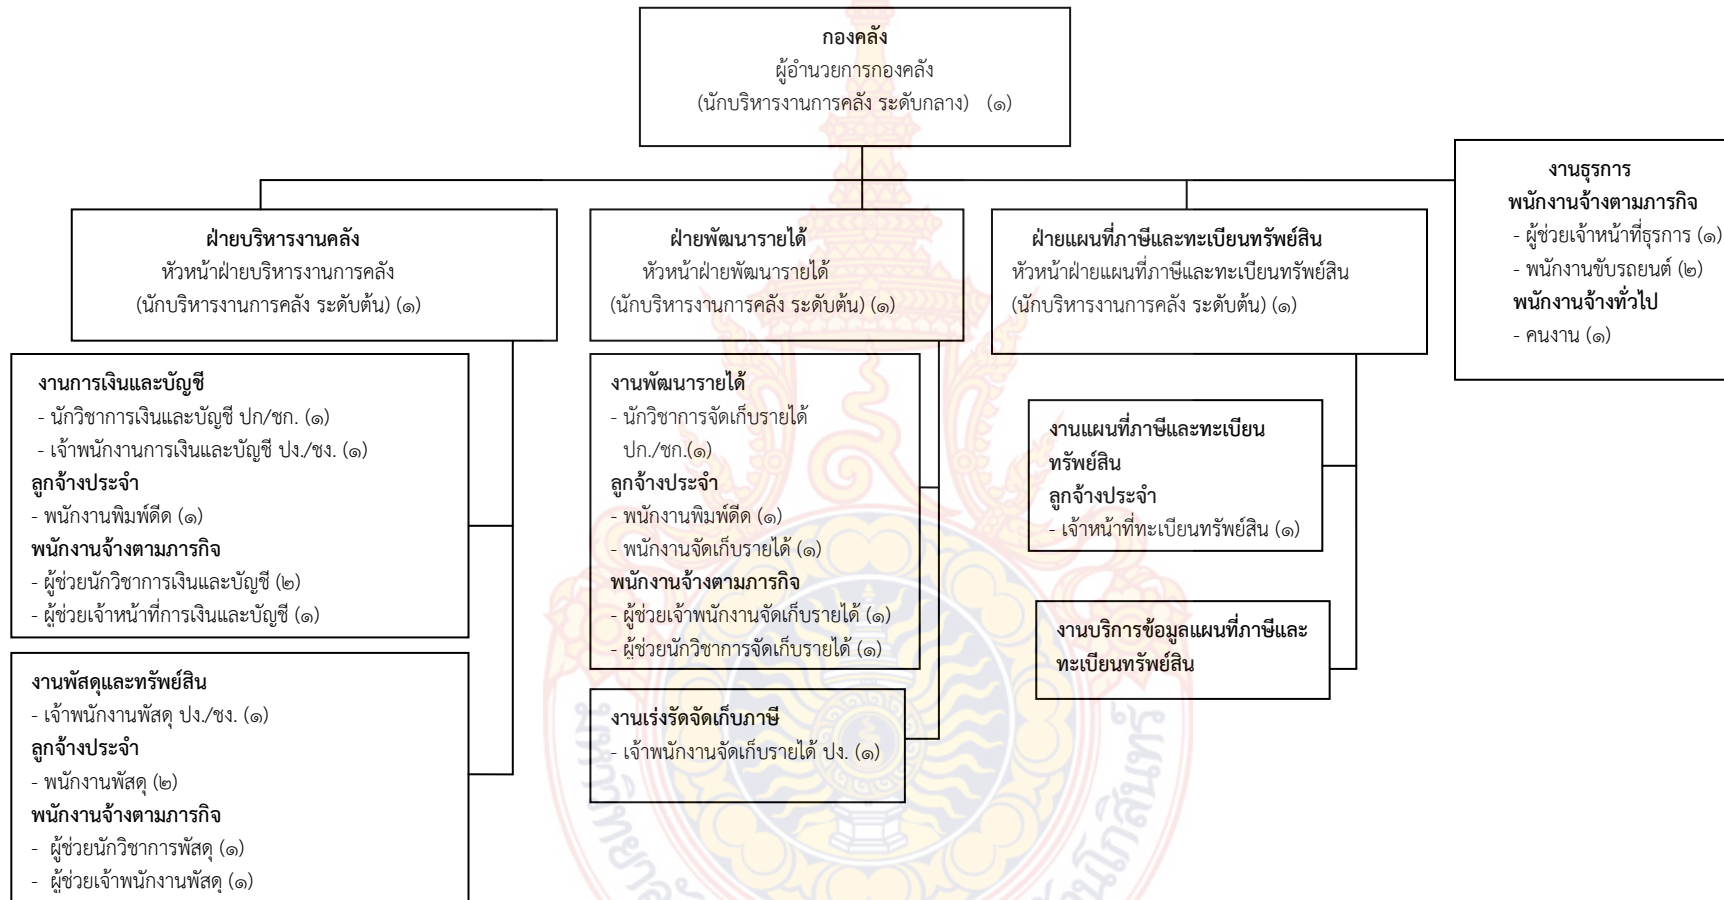 กองคลัง
ผู้อำนวยการกองคลัง
(นักบริหารงานการคลัง ระดับกลาง) (๑)
งานธุรการ
พนักงานจ้างตามภารกิจ
- ผู้ช่วยเจ้าหน้าที่ธุรการ (๑)
- พนักงานขับรถยนต์ (๒)
พนักงานจ้างทั่วไป
- คนงาน (๑)
ฝ่ายบริหารงานคลัง
หัวหน้าฝ่ายบริหารงานการคลัง
(นักบริหารงานการคลัง ระดับต้น) (๑)
ฝ่ายพัฒนารายได้
หัวหน้าฝ่ายพัฒนารายได้
(นักบริหารงานการคลัง ระดับต้น) (๑)
ฝ่ายแผนที่ภาษีและทะเบียนทรัพย์สิน
หัวหน้าฝ่ายแผนที่ภาษีและทะเบียนทรัพย์สิน
(นักบริหารงานการคลัง ระดับต้น) (๑)
งานการเงินและบัญชี
- นักวิชาการเงินและบัญชี ปก/ชก. (๑)
- เจ้าพนักงานการเงินและบัญชี ปง./ชง. (๑)
ลูกจ้างประจำ
- พนักงานพิมพ์ดีด (๑)
พนักงานจ้างตามภารกิจ
- ผู้ช่วยนักวิชาการเงินและบัญชี (๒)
- ผู้ช่วยเจ้าหน้าที่การเงินและบัญชี (๑)
งานพัสดุและทรัพย์สิน
- เจ้าพนักงานพัสดุ ปง./ชง. (๑)
ลูกจ้างประจำ
- พนักงานพัสดุ (๒)
พนักงานจ้างตามภารกิจ
- ผู้ช่วยนักวิชาการพัสดุ (๑)
- ผู้ช่วยเจ้าพนักงานพัสดุ (๑)
งานพัฒนารายได้
- นักวิชาการจัดเก็บรายได้
ปก./ชก.(๑)
ลูกจ้างประจำ
- พนักงานพิมพ์ดีด (๑)
- พนักงานจัดเก็บรายได้ (๑)
พนักงานจ้างตามภารกิจ
- ผู้ช่วยเจ้าพนักงานจัดเก็บรายได้ (๑)
- ผู้ช่วยนักวิชาการจัดเก็บรายได้ (๑)
งานเร่งรัดจัดเก็บภาษี
- เจ้าพนักงานจัดเก็บรายได้ ปง. (๑)
งานแผนที่ภาษีและทะเบียน
ทรัพย์สิน
ลูกจ้างประจำ
- เจ้าหน้าที่ทะเบียนทรัพย์สิน (๑)
งานบริการข้อมูลแผนที่ภาษีและ
ทะเบียนทรัพย์สิน